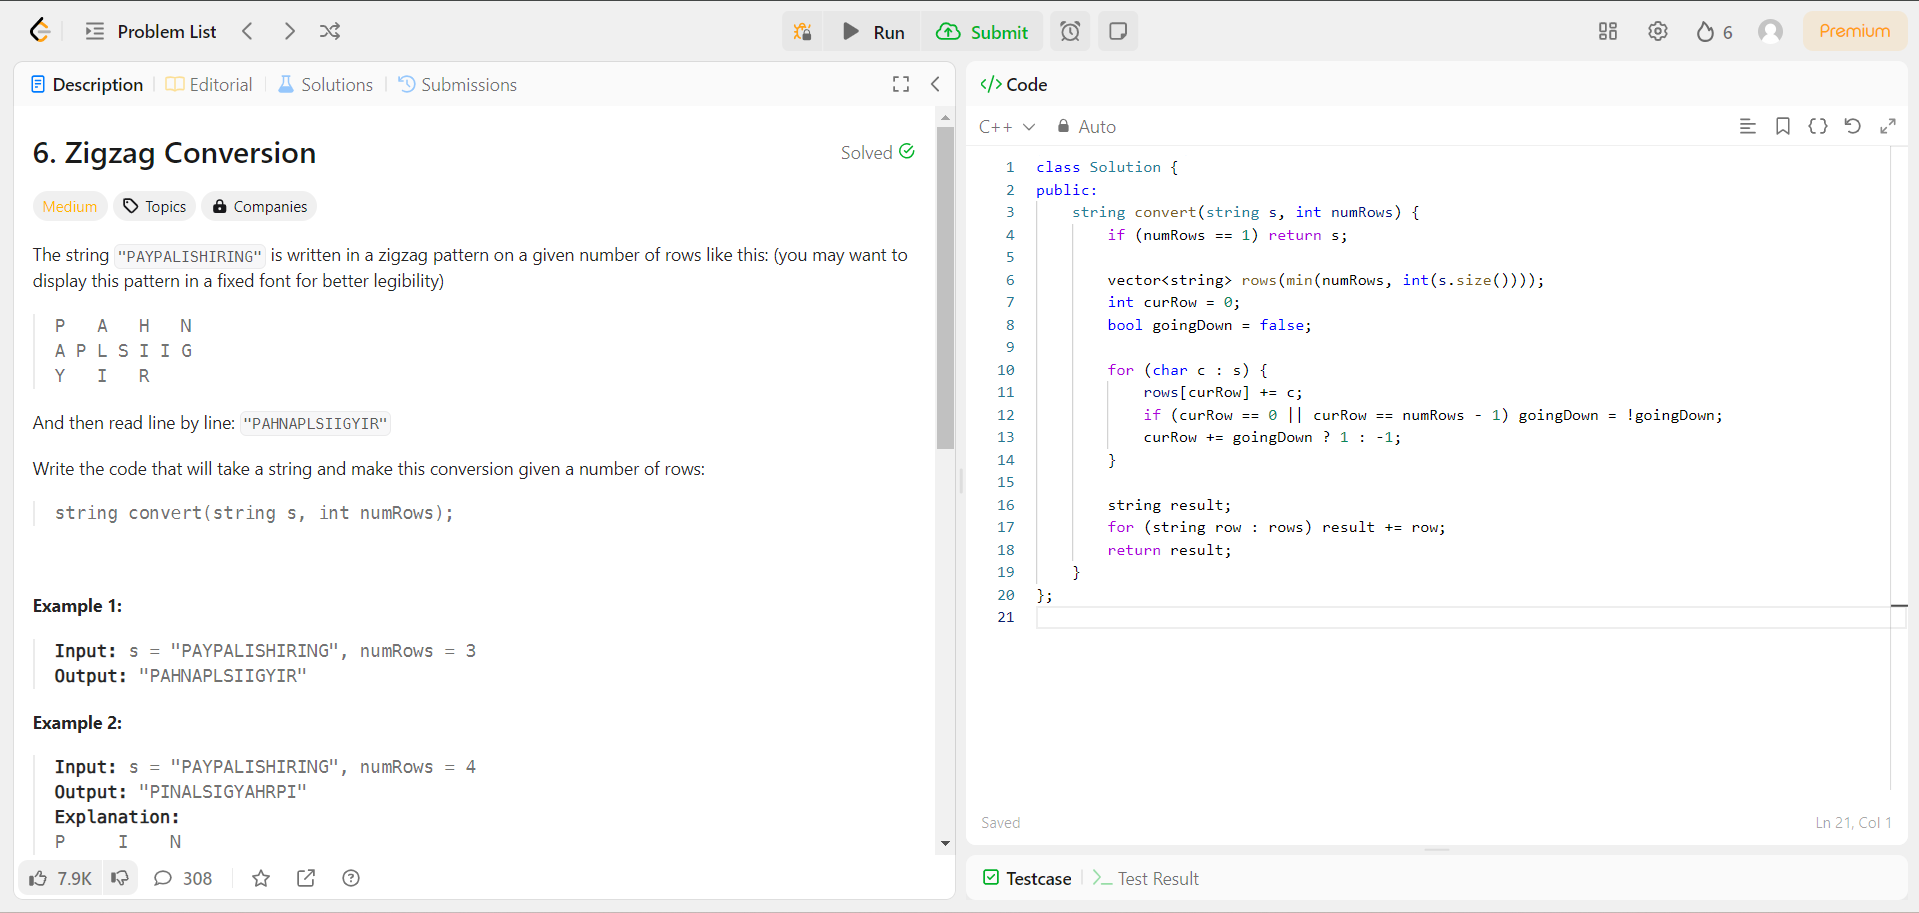 Problem List
Run
Submit
6
Premium
Description
Editorial
Solutions
Submissions
6. Zigzag Conversion
Solved
Medium
Topics
Companies
The string "PAYPALISHIRING" is written in a zigzag pattern on a given number of rows like this: (you may want to
display this pattern in a fixed font for better legibility)
P   A   H   N
A P L S I I G
Y   I   R
And then read line by line: "PAHNAPLSIIGYIR"
Write the code that will take a string and make this conversion given a number of rows:
string convert(string s, int numRows);
Example 1:
Input: s = "PAYPALISHIRING", numRows = 3
Output: "PAHNAPLSIIGYIR"
Example 2:
Input: s = "PAYPALISHIRING", numRows = 4
Output: "PINALSIGYAHRPI"
Explanation:
P     I    N
7.9K
308
</> Code
C++
Auto
1 class Solution {
2 public:
3     string convert(string s, int numRows) {
4         if (numRows == 1) return s;
5
6         vector<string> rows(min(numRows, int(s.size())));
7         int curRow = 0;
8         bool goingDown = false;
9
10         for (char c : s) {
11             rows[curRow] += c;
12             if (curRow == 0 || curRow == numRows - 1) goingDown = !goingDown;
13             curRow += goingDown ? 1 : -1;
14         }
15
16         string result;
17         for (string row : rows) result += row;
18         return result;
19     }
20 };
21
Saved
Ln 21, Col 1
Testcase
Test Result